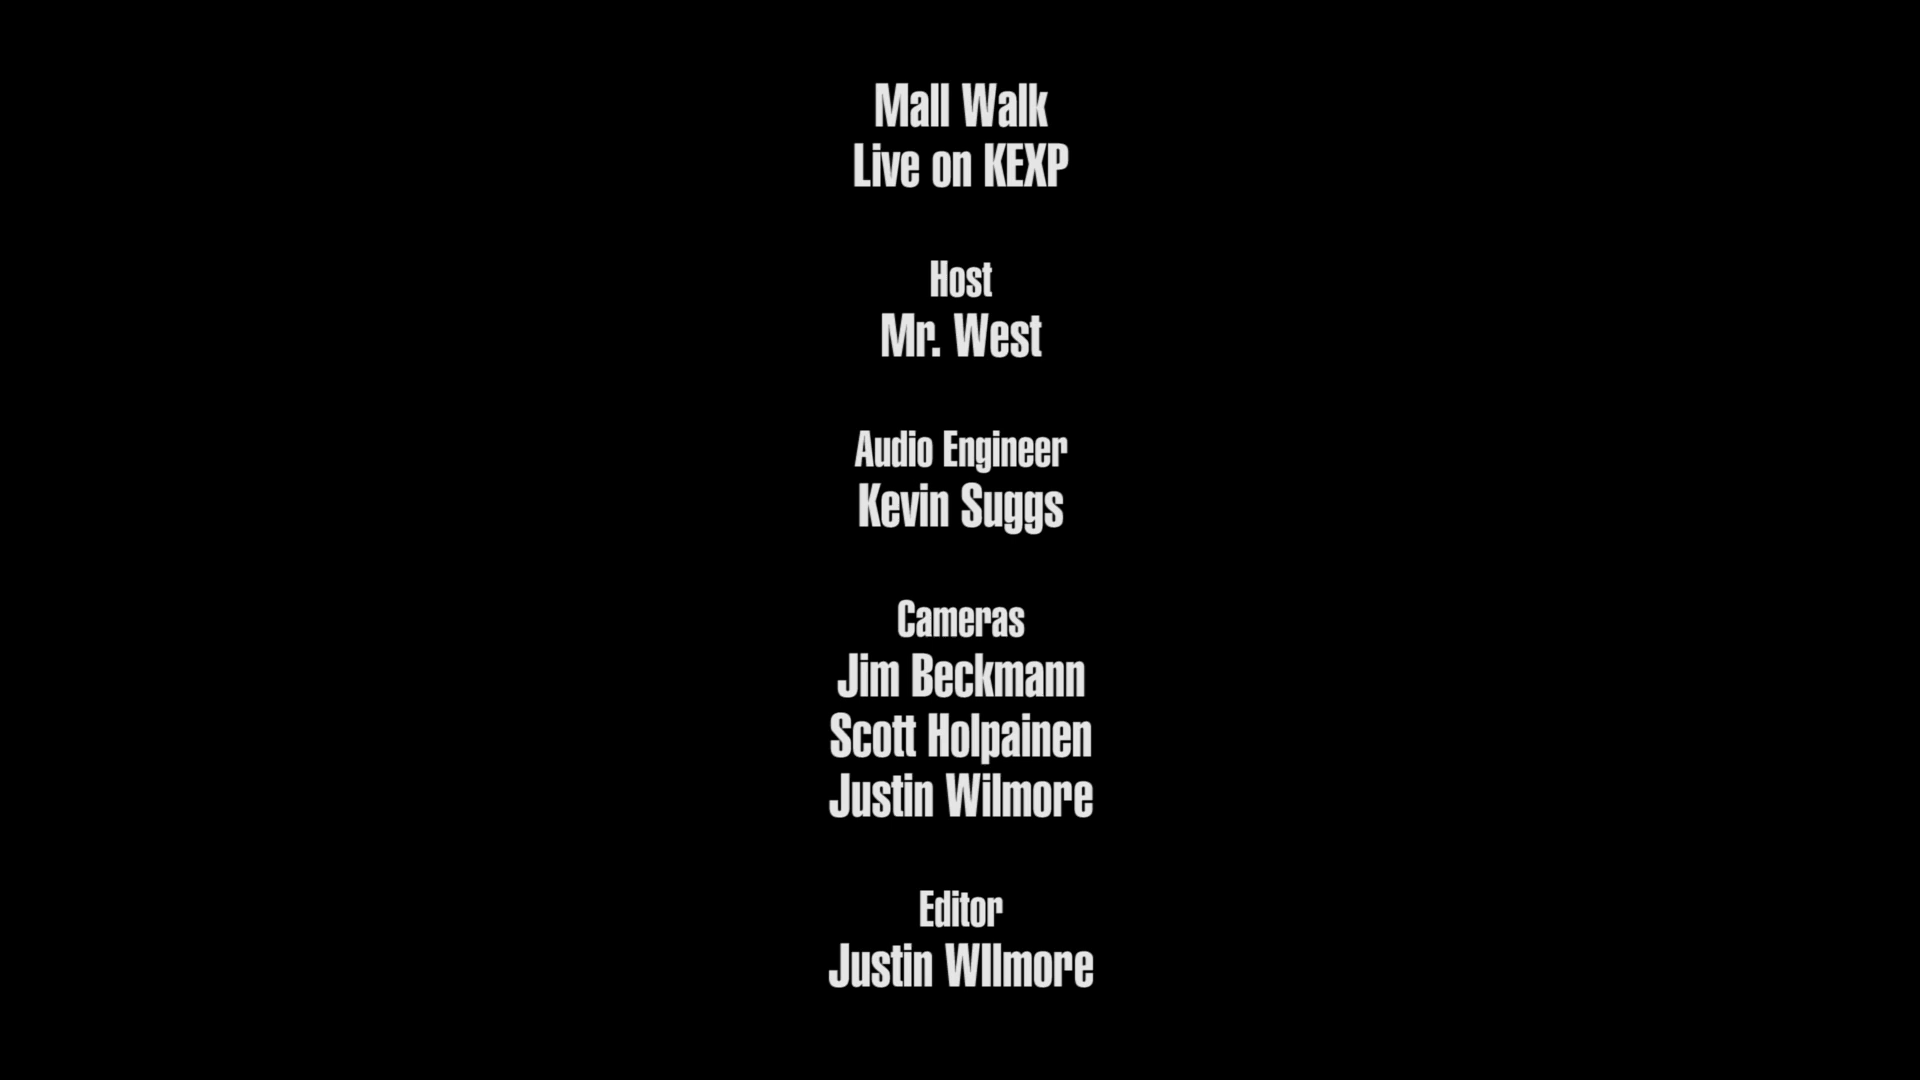 Mall Walk
Live on KEXP
Host
Mr. West
Audio Engineer
Kevin Suggs
Cameras
Jim Beckmann
Scott Holpainen
Justin Wilmore
Editor
Justin WIlmore